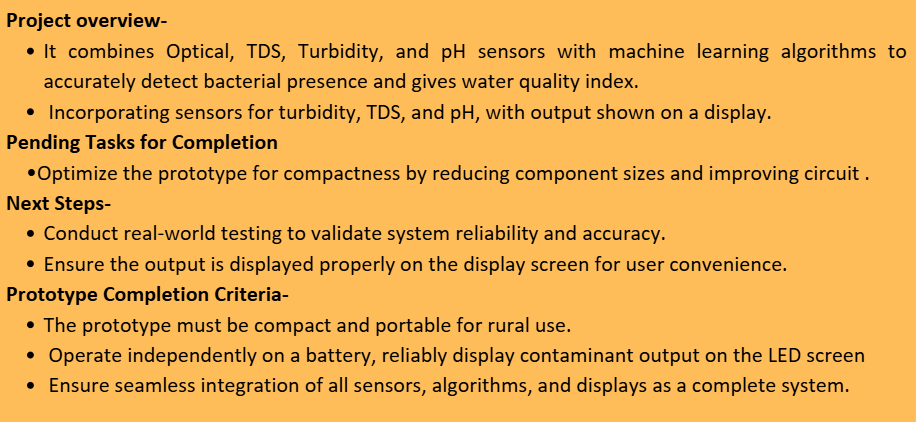 Project overview-
• It combines Optical, TDS, Turbidity, and pH sensors with machine learning algorithms to
accurately detect bacterial presence and gives water quality index.
• Incorporating sensors for turbidity, TDS, and pH, with output shown on a display.
Pending Tasks for Completion
•Optimize the prototype for compactness by reducing component sizes and improving circuit .
Next Steps-
• Conduct real-world testing to validate system reliability and accuracy.
• Ensure the output is displayed properly on the display screen for user convenience.
Prototype Completion Criteria-
• The prototype must be compact and portable for rural use.
• Operate independently on a battery, reliably display contaminant output on the LED screen
• Ensure seamless integration of all sensors, algorithms, and displays as a complete system.